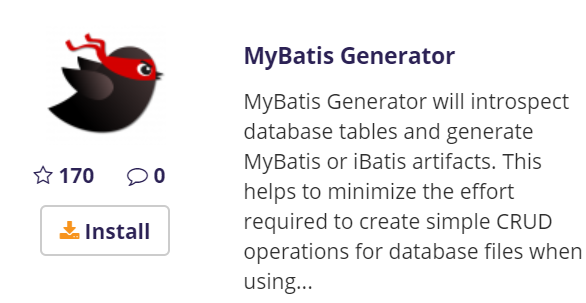 MyBatis Generator
MyBatis Generator will introspect
database tables and generate
MyBatis or iBatis artifacts. This
helps to minimize the effort
required to create simple CRUD
operations for database files when
using...
170
0
Install